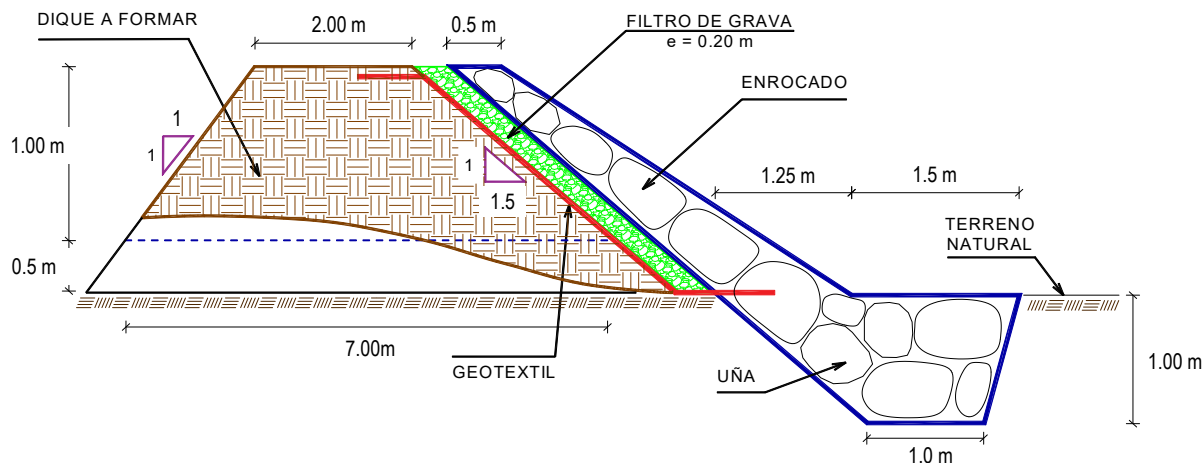 DIQUE A FORMAR
2.00 m
0.5 m
FILTRO DE GRAVA
e = 0.20 m
ENROCADO
1
1
1.00 m
1
1.5
1.25 m
1.5 m
TERRENO
NATURAL
0.5 m
7.00m
GEOTEXTIL
UÑA
1.00 m
1.0 m